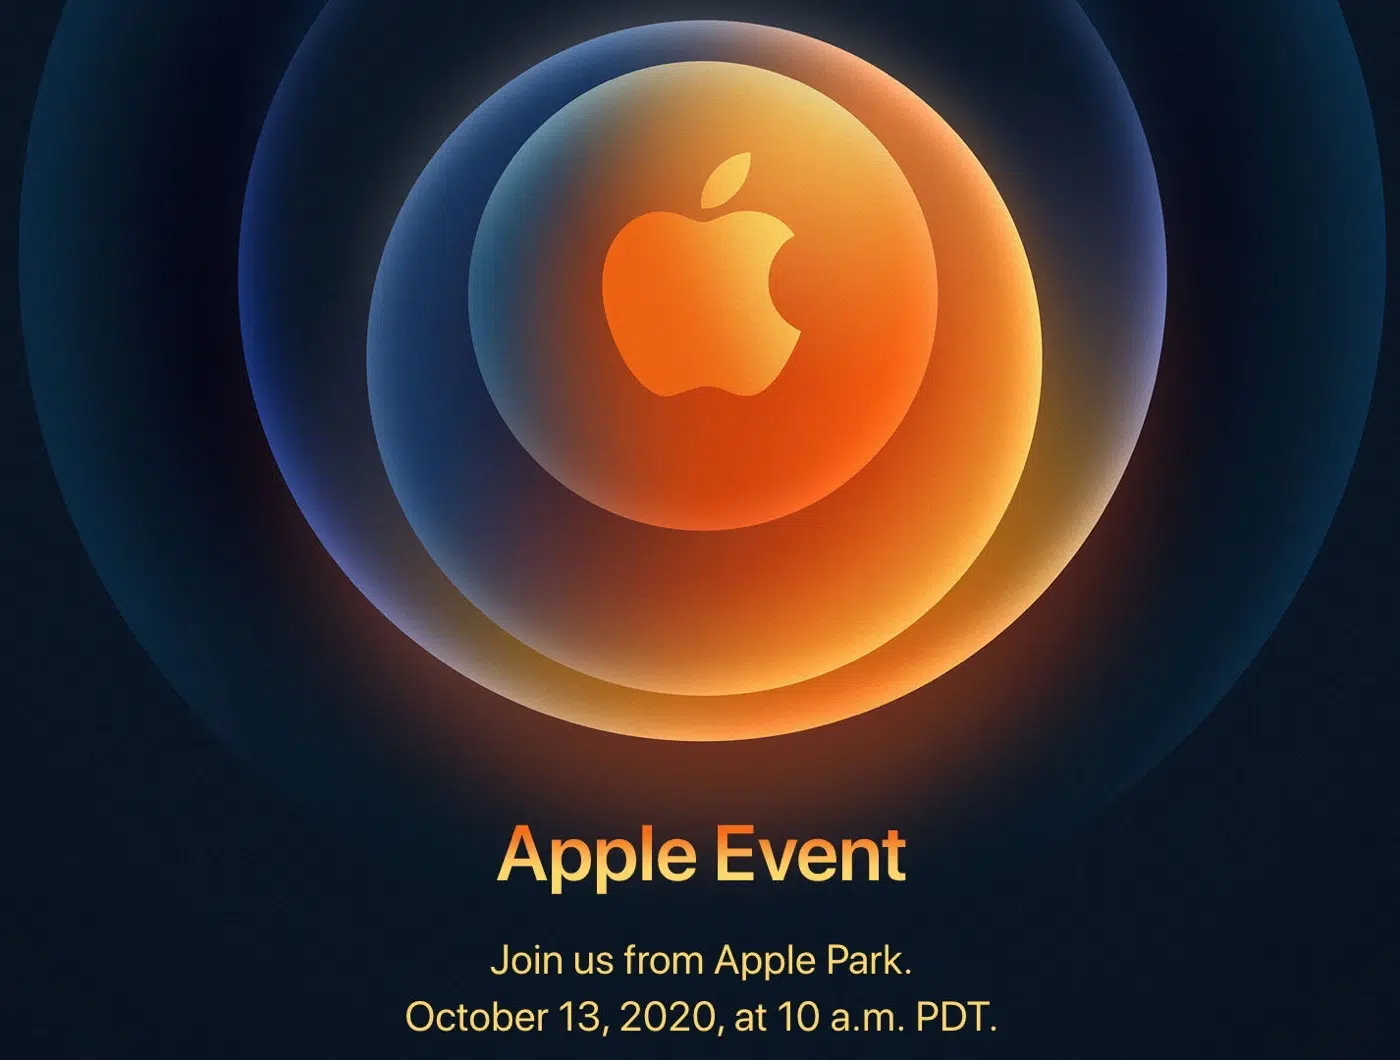 Apple Event
Join us from Apple Park.
October 13, 2020, at 10 a.m. PDT.